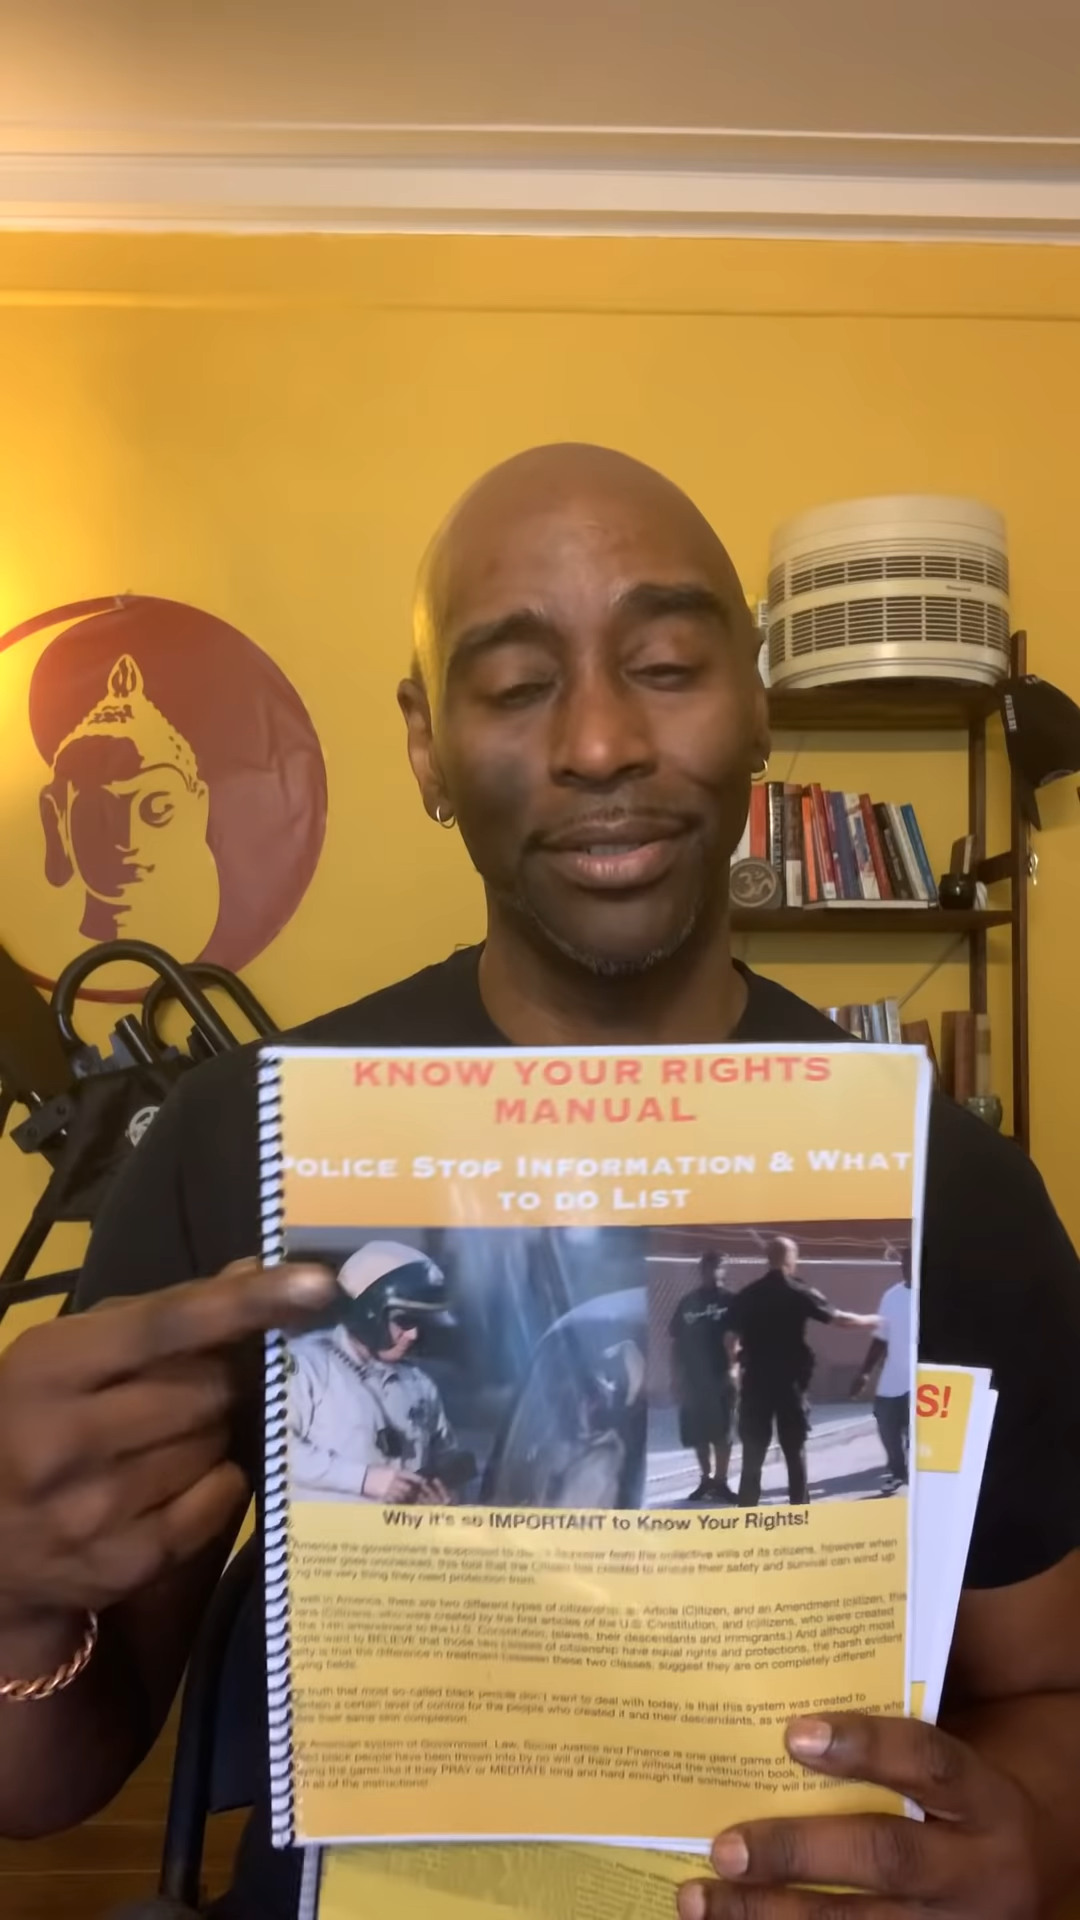 KNOW YOUR RIGHTS
MANUAL
POLICE STOP INFORMATION & WHAT
TO DO LIST
Why it's so IMPORTANT to Know Your Rights!
America the government is supposed to its power from the collective wills of its citizens, however when
power goes unchecked, this tool that the Citizen has created to ensure their safety and survival can wind up
ng the very thing they need protection from.
well in America, there are two different types of citizenship; Article (C)itizen, and an Amendment (c)itizen, this
(C)itizens, who were created by the first articles of the U.S. Constitution, and (c)itizens, who were created
the 14th amendment to the U.S. Constitution, (slaves, their descendants and immigrants.) And although most
ople want to BELIEVE that those two classes of citizenship have equal rights and protections, the harsh evident
ality is that the difference in treatment between these two classes, suggest they are on completely different
aying fields.
truth that most so-called black people don't want to deal with today, is that this system was created to
ntain a certain level of control for the people who created it and their descendants, as well people who
are their same skin complexion.
American system of Government, Law, Social Justice and Finance is one giant game of
black people have been thrown into by no will of their own without the instruction book,
aying the game like if they PRAY or MEDITATE long and hard enough that somehow they will be
h all of the instructions!
S!